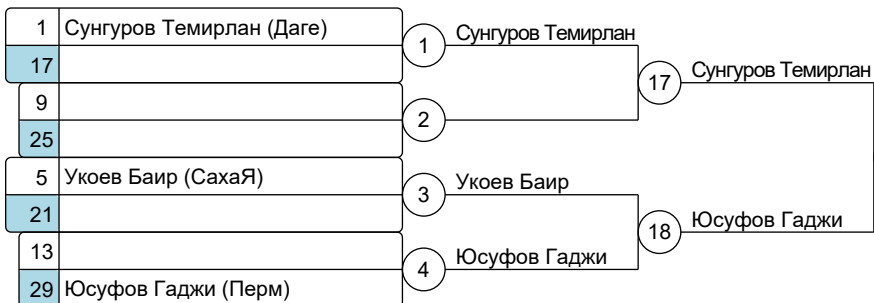 1 Сунгуров Темирлан (Даге)
17
1 Сунгуров Темирлан
9
25
2
17 Сунгуров Темирлан
5 Укоев Баир (СахаЯ)
21
3 Укоев Баир
13
29 Юсуфов Гаджи (Перм)
4 Юсуфов Гаджи
18 Юсуфов Гаджи